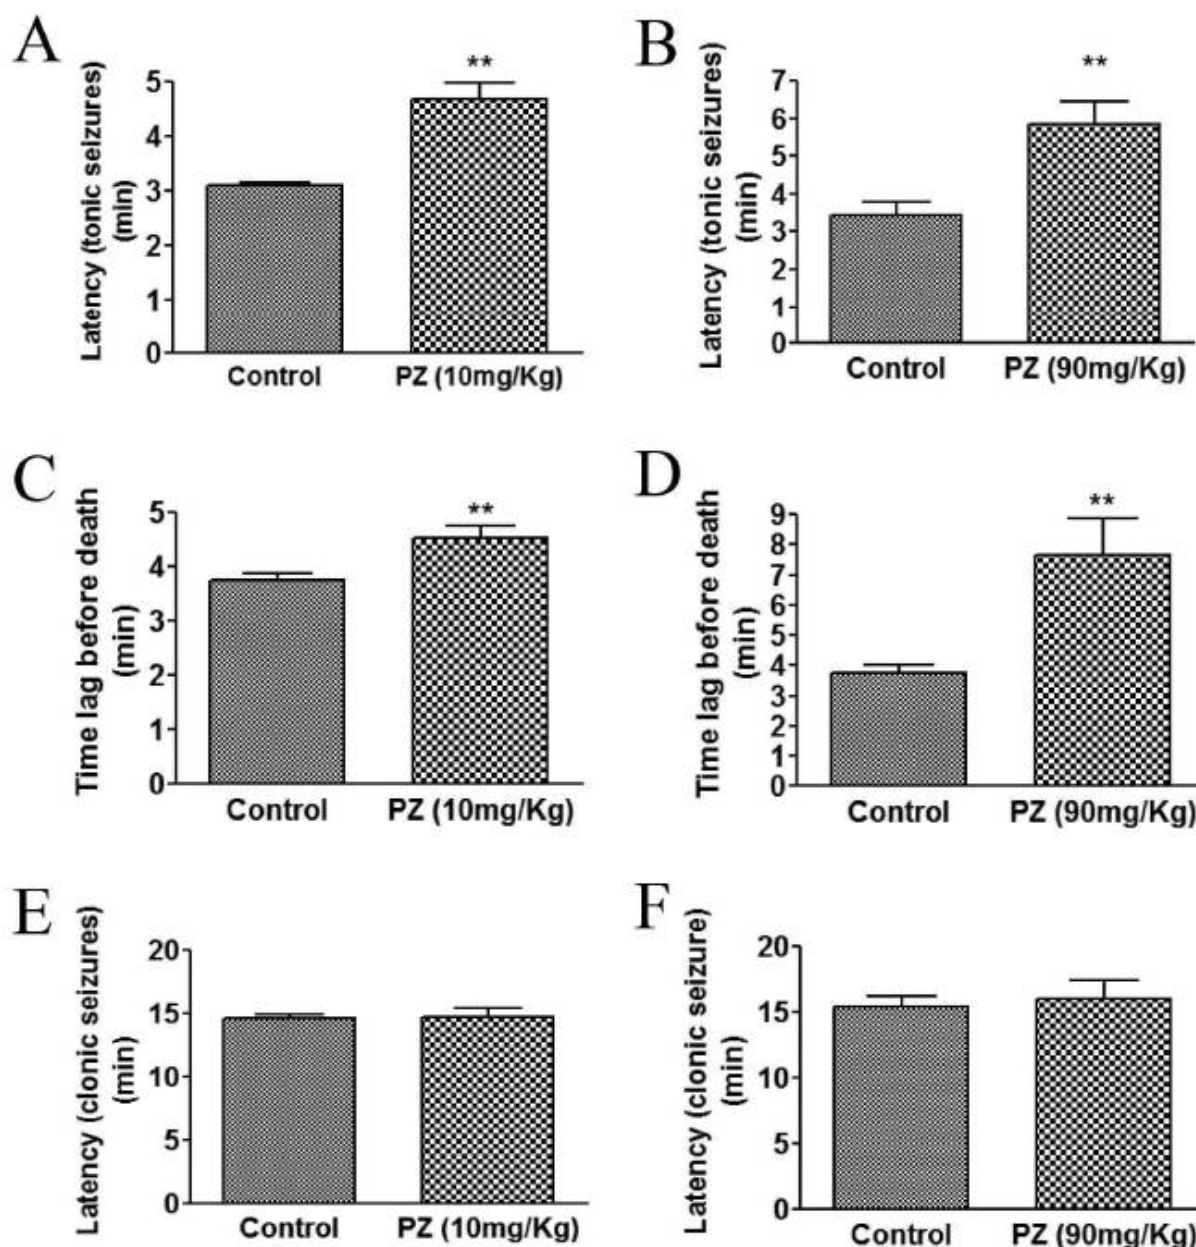 A
Latency (tonic seizures)
(min)
**
5
4
3
2
1
0
Control
PZ (10mg/Kg)
B
Latency (tonic seizures)
(min)
**
7
6
5
4
3
2
1
0
Control
PZ (90mg/Kg)
C
Time lag before death
(min)
**
5
4
3
2
1
0
Control
PZ (10mg/Kg)
D
Time lag before death
(min)
**
9
8
7
6
5
4
3
2
1
0
Control
PZ (90mg/Kg)
E
Latency (clonic seizures)
(min)
20
15
10
5
0
Control
PZ (10mg/Kg)
F
Latency (clonic seizure)
(min)
20
15
10
5
0
Control
PZ (90mg/Kg)